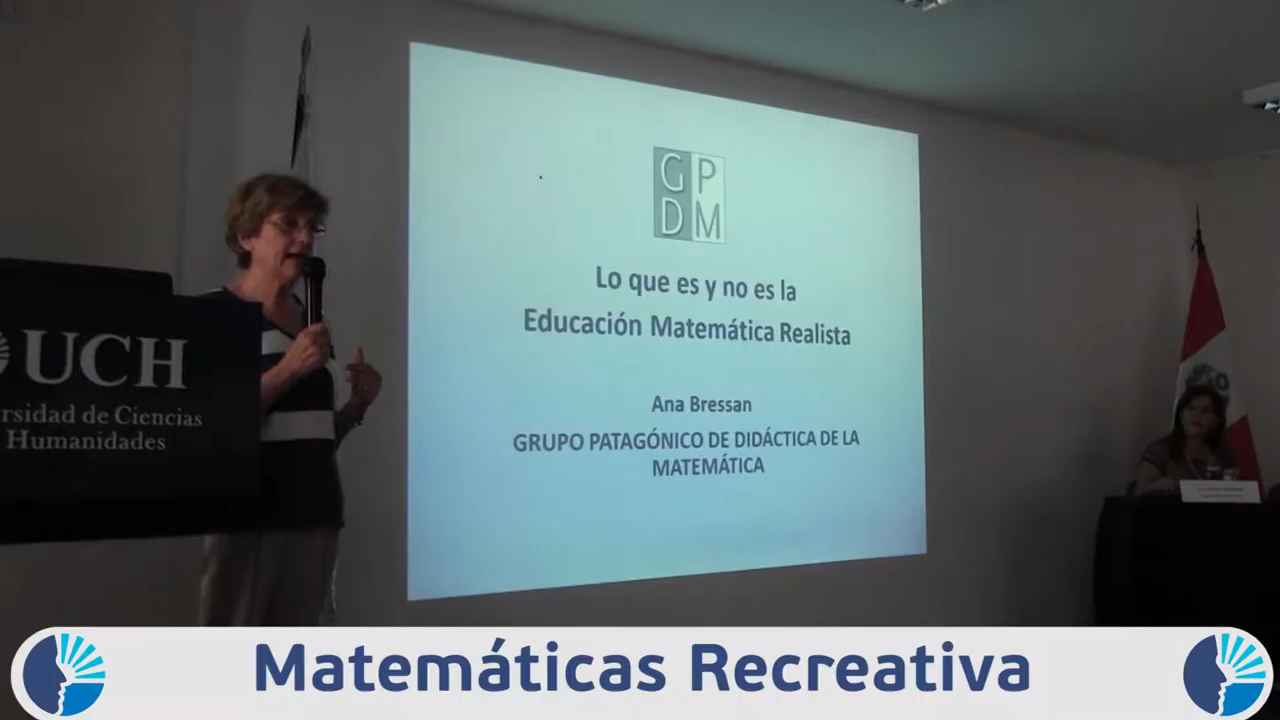 GP
DM
Lo que es y no es la
Educación Matemática Realista
Ana Bressan
GRUPO PATAGÓNICO DE DIDÁCTICA DE LA
MATEMÁTICA
UCH
rsidad de Ciencias
Humanidades
Matemáticas Recreativa